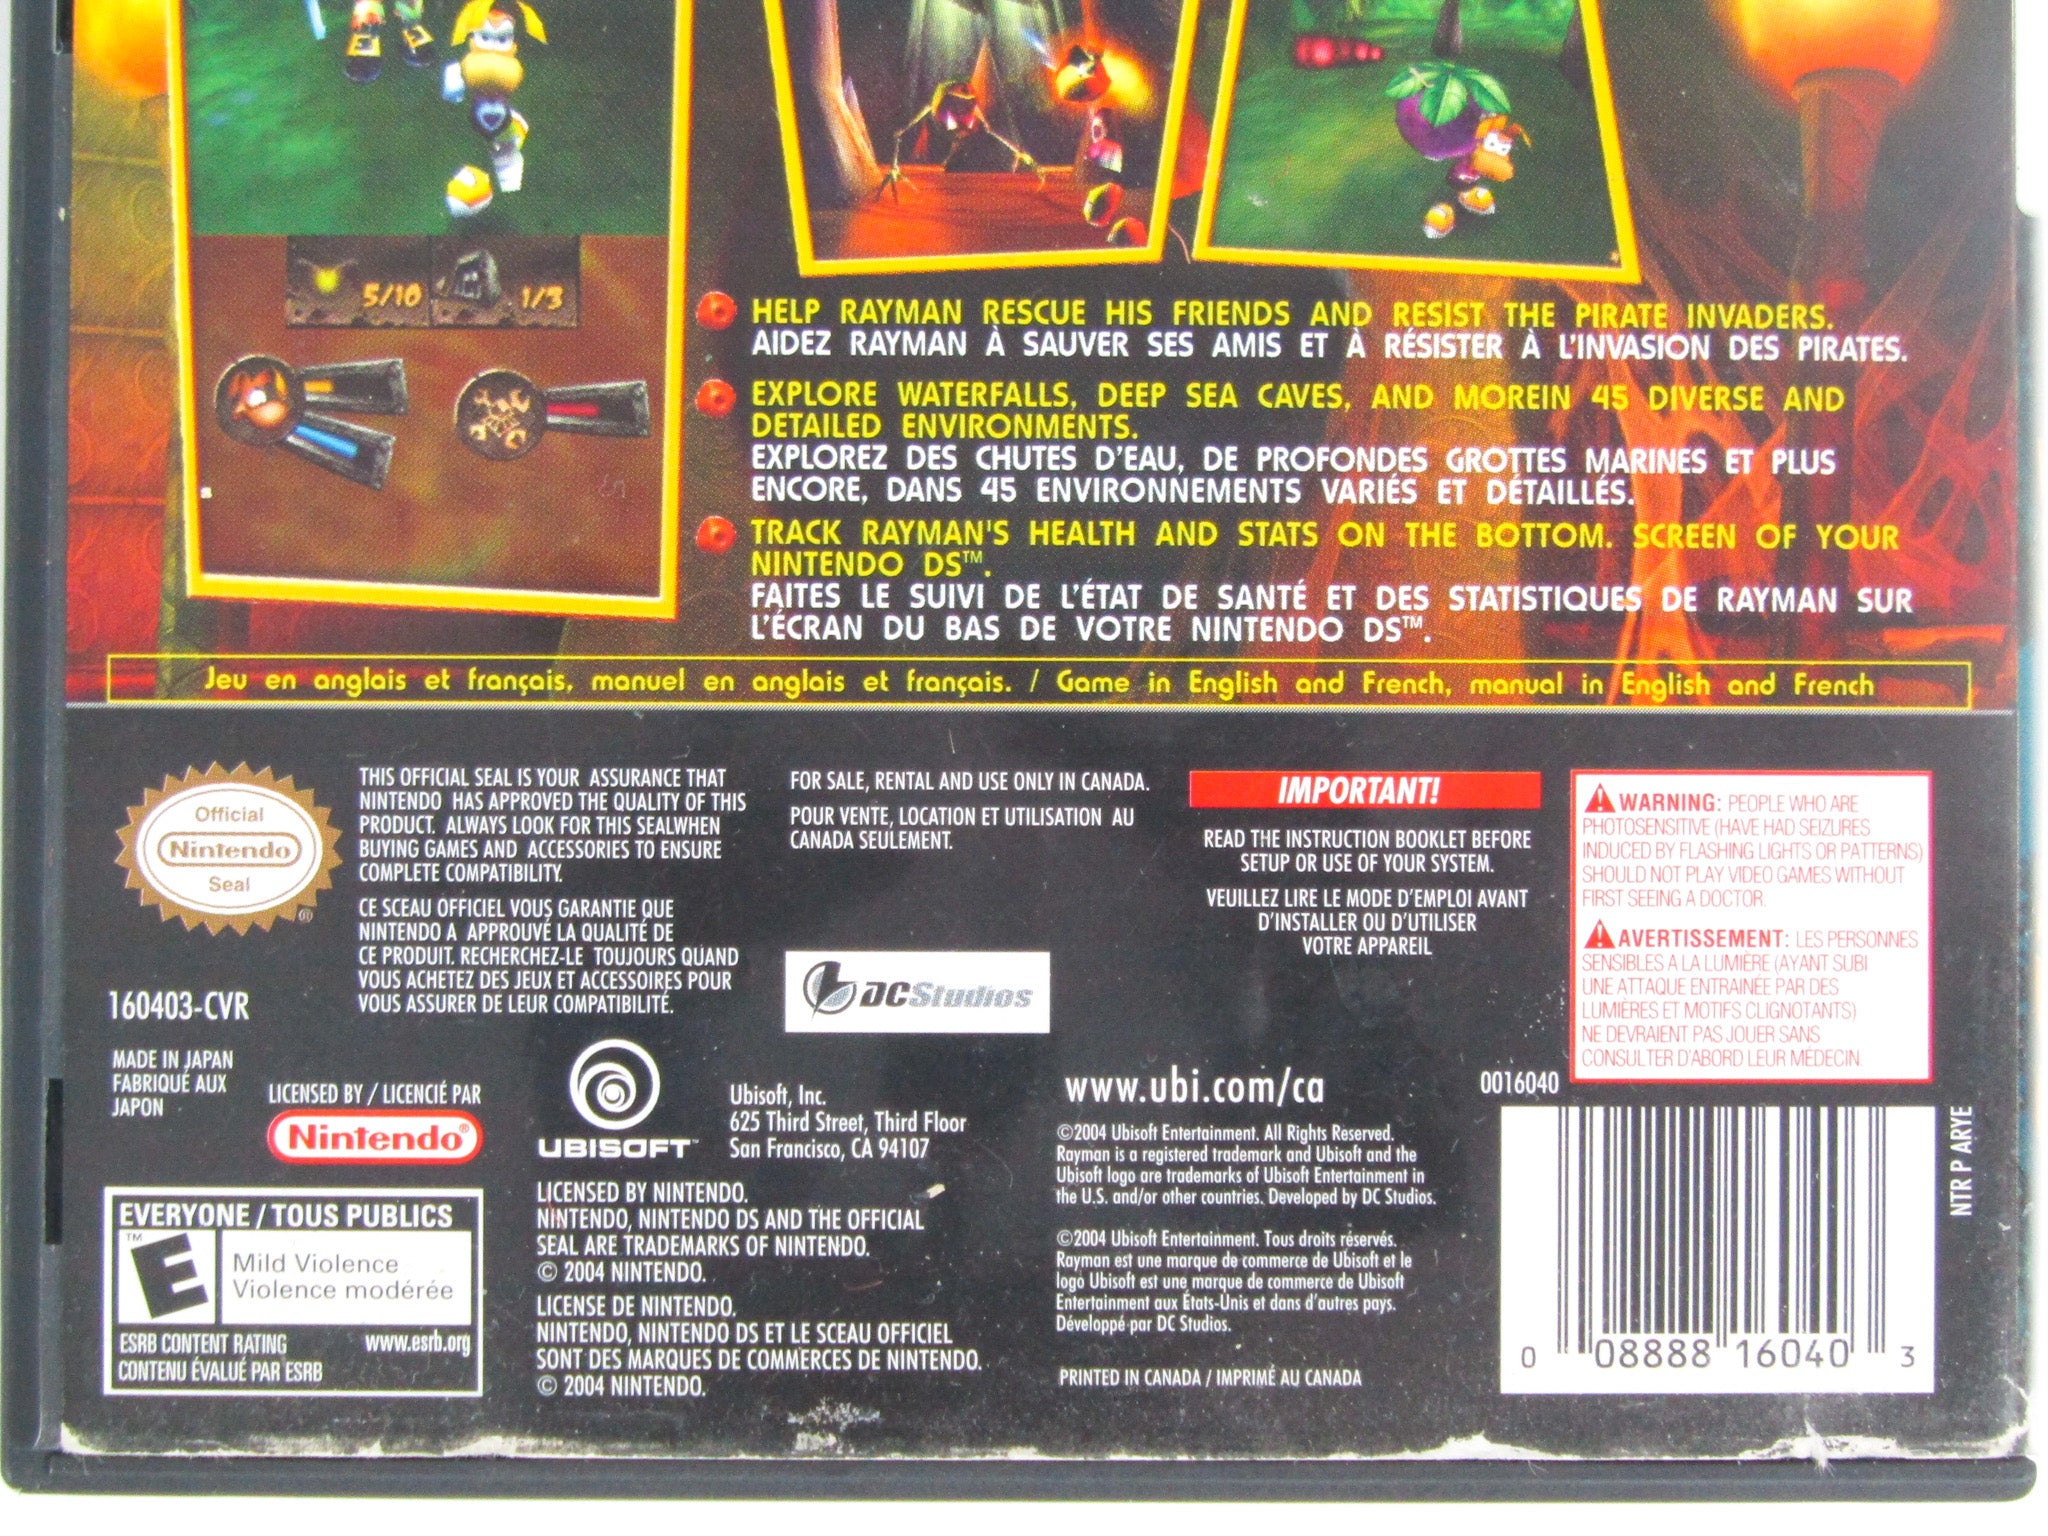 5/10 1/3
HELP RAYMAN RESCUE HIS FRIENDS AND RESIST THE PIRATE INVADERS.
AIDEZ RAYMAN À SAUVER SES AMIS ET À RÉSISTER À L'INVASION DES PIRATES.
EXPLORE WATERFALLS, DEEP SEA CAVES, AND MOREIN 45 DIVERSE AND
DETAILED ENVIRONMENTS.
EXPLOREZ DES CHUTES D'EAU, DE PROFONDES GROTTES MARINES ET PLUS
ENCORE, DANS 45 ENVIRONNEMENTS VARIÉS ET DÉTAILLÉS.
TRACK RAYMAN'S HEALTH AND STATS ON THE BOTTOM. SCREEN OF YOUR
NINTENDO DS™.
FAITES LE SUIVI DE L'ÉTAT DE SANTÉ ET DES STATISTIQUES DE RAYMAN SUR
L'ÉCRAN DU BAS DE VOTRE NINTENDO DS™.
Jeu en anglais et français, manuel en anglais et français. / Game in English and French, manual in English and French
Official
Nintendo
Seal
®
THIS OFFICIAL SEAL IS YOUR ASSURANCE THAT
NINTENDO HAS APPROVED THE QUALITY OF THIS
PRODUCT. ALWAYS LOOK FOR THIS SEALWHEN
BUYING GAMES AND ACCESSORIES TO ENSURE
COMPLETE COMPATIBILITY.
CE SCEAU OFFICIEL VOUS GARANTIE QUE
NINTENDO A APPROUVÉ LA QUALITÉ DE
CE PRODUIT. RECHERCHEZ-LE TOUJOURS QUAND
VOUS ACHETEZ DES JEUX ET ACCESSOIRES POUR
VOUS ASSURER DE LEUR COMPATIBILITÉ.
FOR SALE, RENTAL AND USE ONLY IN CANADA.
POUR VENTE, LOCATION ET UTILISATION AU
CANADA SEULEMENT.
DC Studios
IMPORTANT!
READ THE INSTRUCTION BOOKLET BEFORE
SETUP OR USE OF YOUR SYSTEM.
VEUILLEZ LIRE LE MODE D'EMPLOI AVANT
D'INSTALLER OU D'UTILISER
VOTRE APPAREIL
WARNING: PEOPLE WHO ARE
PHOTOSENSITIVE (HAVE HAD SEIZURES
INDUCED BY FLASHING LIGHTS OR PATTERNS)
SHOULD NOT PLAY VIDEO GAMES WITHOUT
FIRST SEEING A DOCTOR.
AVERTISSEMENT: LES PERSONNES
SENSIBLES A LA LUMIÈRE (AYANT SUBI
UNE ATTAQUE ENTRAINÉE PAR DES
LUMIÈRES ET MOTIFS CLIGNOTANTS)
NE DEVRAIENT PAS JOUER SANS
CONSULTER D'ABORD LEUR MÉDECIN.
160403-CVR
MADE IN JAPAN
FABRIQUÉ AUX
JAPON
LICENSED BY / LICENCIÉ PAR
Nintendo®
UBISOFT™
Ubisoft, Inc.
625 Third Street, Third Floor
San Francisco, CA 94107
LICENSED BY NINTENDO.
NINTENDO, NINTENDO DS AND THE OFFICIAL
SEAL ARE TRADEMARKS OF NINTENDO.
© 2004 NINTENDO.
LICENSE DE NINTENDO.
NINTENDO, NINTENDO DS ET LE SCEAU OFFICIEL
SONT DES MARQUES DE COMMERCES DE NINTENDO.
© 2004 NINTENDO.
www.ubi.com/ca
©2004 Ubisoft Entertainment. All Rights Reserved.
Rayman is a registered trademark and Ubisoft and the
Ubisoft logo are trademarks of Ubisoft Entertainment in
the U.S. and/or other countries. Developed by DC Studios.
©2004 Ubisoft Entertainment. Tous droits réservés.
Rayman est une marque de commerce de Ubisoft et le
logo Ubisoft est une marque de commerce de Ubisoft
Entertainment aux États-Unis et dans d'autres pays.
Développé par DC Studios.
PRINTED IN CANADA / IMPRIMÉ AU CANADA
EVERYONE / TOUS PUBLICS
E™
Mild Violence
Violence modérée
ESRB CONTENT RATING www.esrb.org
CONTENU ÉVALUÉ PAR ESRB
0016040
0 08888 16040 3
NTR P ARYE